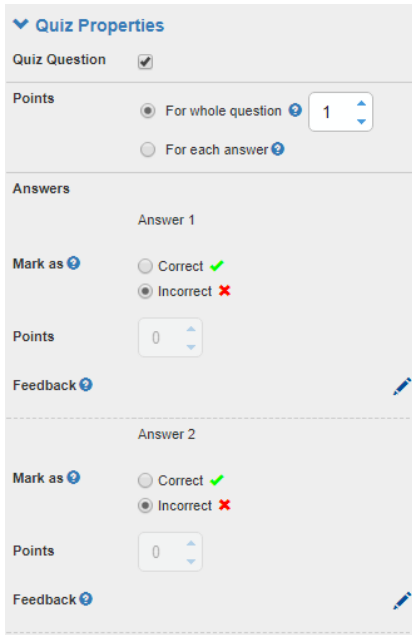 Quiz Properties
Quiz Question
Points
For whole question ? 1
For each answer ?
Answers
Answer 1
Mark as ? Correct
Incorrect
Points 0
Feedback ?
Answer 2
Mark as ? Correct
Incorrect
Points 0
Feedback ?